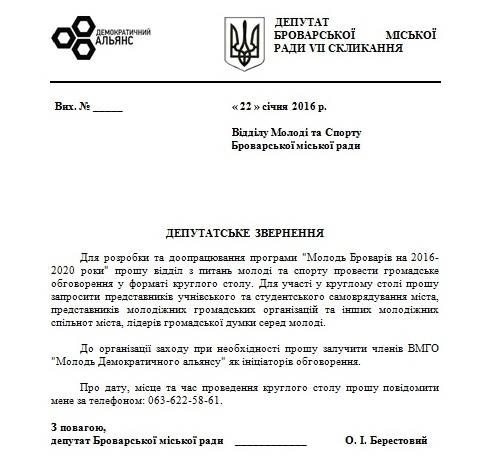 ДЕМОКРАТИЧНИЙ
АЛЬЯНС
ДЕПУТАТ
БРОВАРСЬКОЇ МІСЬКОЇ
РАДИ VII СКЛИКАННЯ
Вих. № _____
« 22 » січня 2016 р.
Відділу Молоді та Спорту
Броварської міської ради
ДЕПУТАТСЬКЕ ЗВЕРНЕННЯ
Для розробки та доопрацювання програми "Молодь Броварів на 2016-
2020 роки" прошу відділ з питань молоді та спорту провести громадське
обговорення у форматі круглого столу. Для участі у круглому столі прошу
запросити представників учнівського та студентського самоврядування міста,
представників молодіжних громадських організацій та інших молодіжних
спільнот міста, лідерів громадської думки серед молоді.
До організації заходу при необхідності прошу залучити членів ВМГО
"Молодь Демократичного альянсу" як ініціаторів обговорення.
Про дату, місце та час проведення круглого столу прошу повідомити
мене за телефоном: 063-622-58-61.
З повагою,
депутат Броварської міської ради ____________ О. І. Берестовий